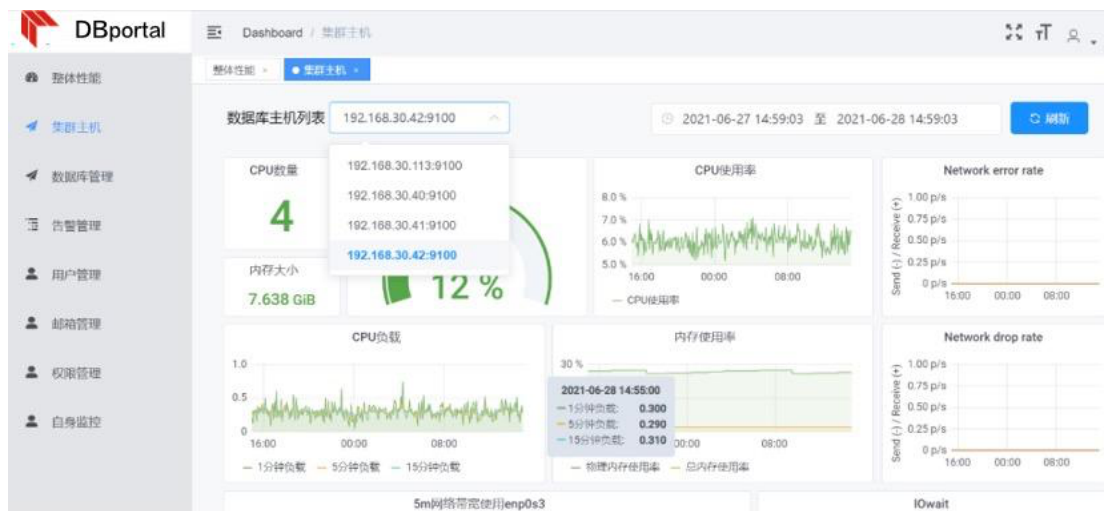 DBportal
Dashboard / 集群主机
整体性能 ×
集群主机 ×
整体性能
集群主机
数据库管理
告警管理
用户管理
邮箱管理
权限管理
自身监控
数据库主机列表 192.168.30.42:9100
2021-06-27 14:59:03 至 2021-06-28 14:59:03
刷新
192.168.30.113:9100
192.168.30.40:9100
192.168.30.41:9100
192.168.30.42:9100
CPU数量
4
内存大小
7.638 GiB
12 %
CPU使用率
8.0 %
7.0 %
6.0 %
5.0 %
16:00 00:00 08:00
CPU使用率
Network error rate
Send (-) / Receive (+)
1.00 p/s
0.75 p/s
0.50 p/s
0.25 p/s
0 p/s
16:00 00:00 08:00
CPU负载
1.0
0.5
0
16:00 00:00 08:00
1分钟负载 5分钟负载 15分钟负载
内存使用率
30 %
2021-06-28 14:55:00
1分钟负载: 0.300
5分钟负载: 0.290
15分钟负载: 0.310
00:00 08:00
物理内存使用率 总内存使用率
Network drop rate
Send (-) / Receive (+)
1.00 p/s
0.75 p/s
0.50 p/s
0.25 p/s
0 p/s
16:00 00:00 08:00
5m网络带宽使用enp0s3
IOwait